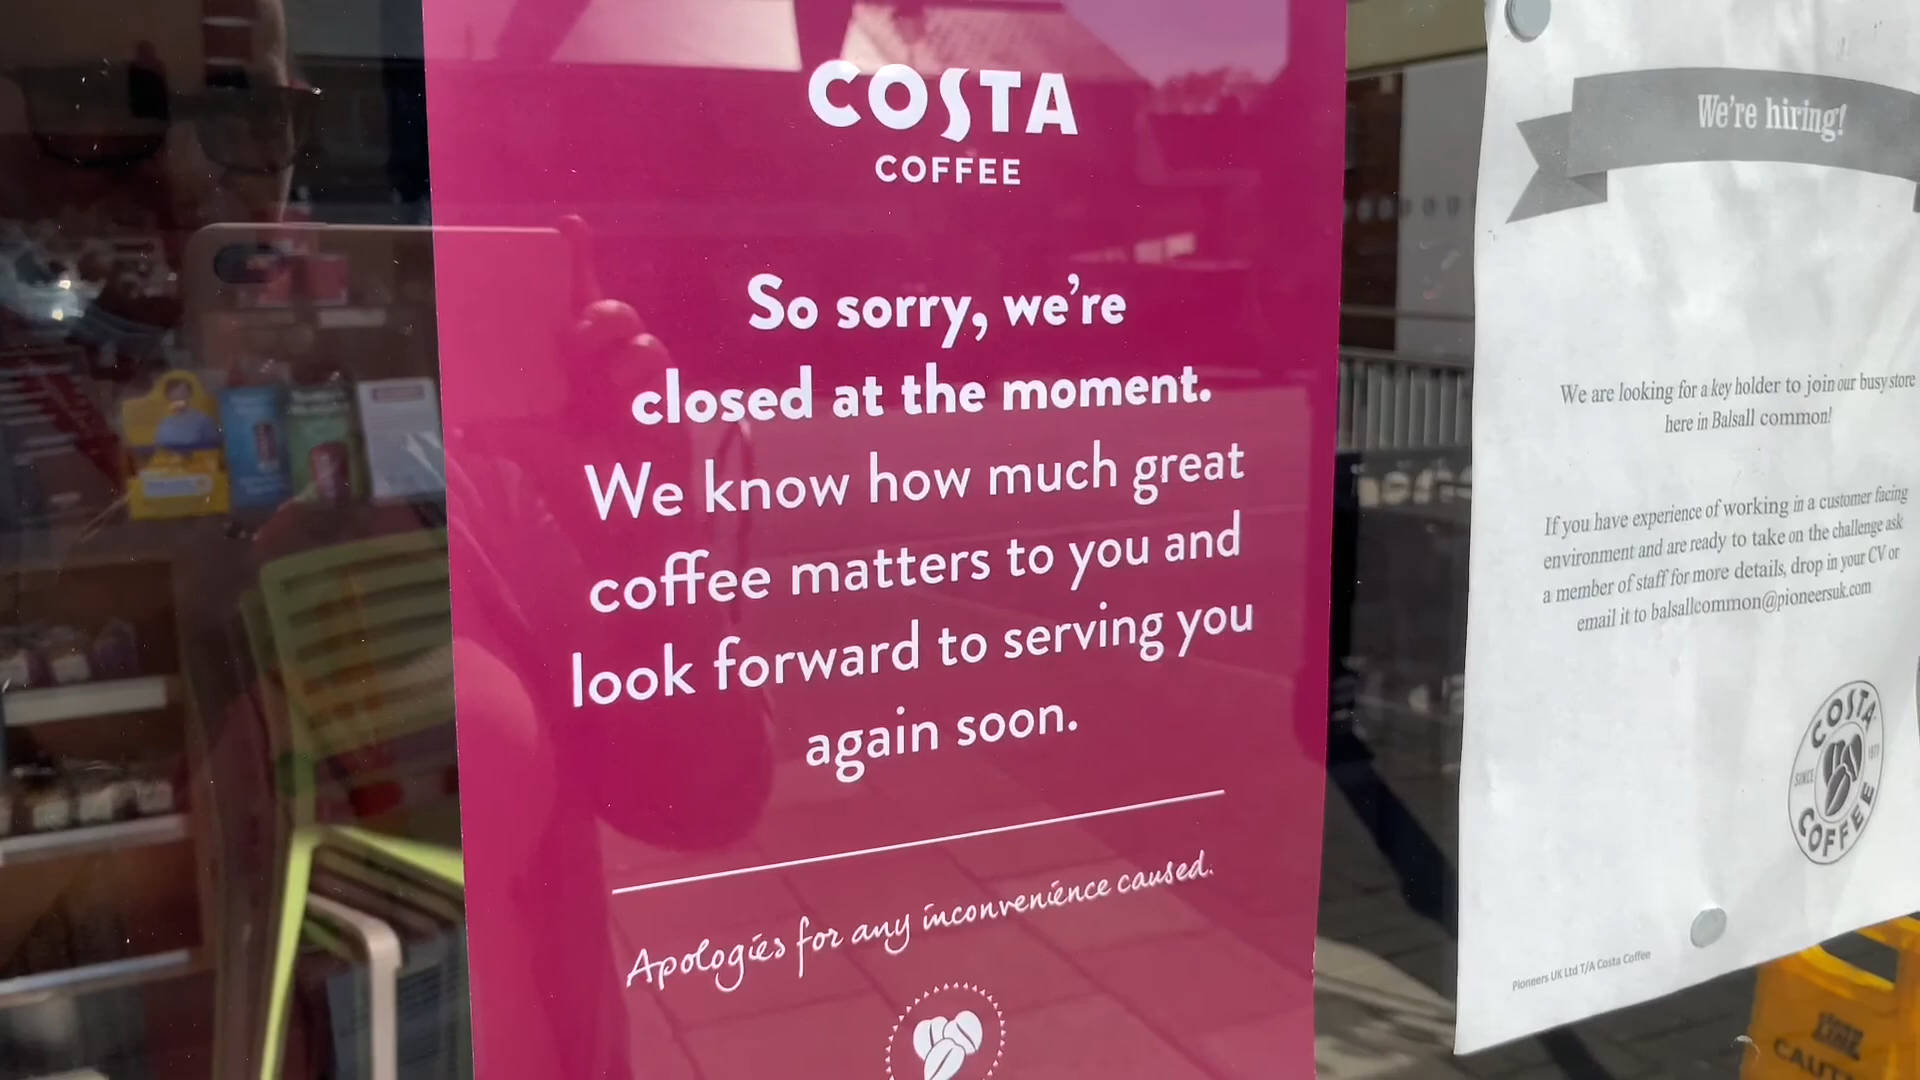 COSTA
COFFEE
So sorry, we're
closed at the moment.
We know how much great
coffee matters to you and
look forward to serving you
again soon.
Apologies for any inconvenience caused.
We're hiring!
We are looking for a key holder to join our busy store
here in Balsall common!
If you have experience of working in a customer facing
environment and are ready to take on the challenge ask
a member of staff for more details, drop in your CV or
email it to balsallcommon@pioneersuk.com
COSTA
SINCE 1971
COFFEE
Pioneers UK Ltd T/A Costa Coffee